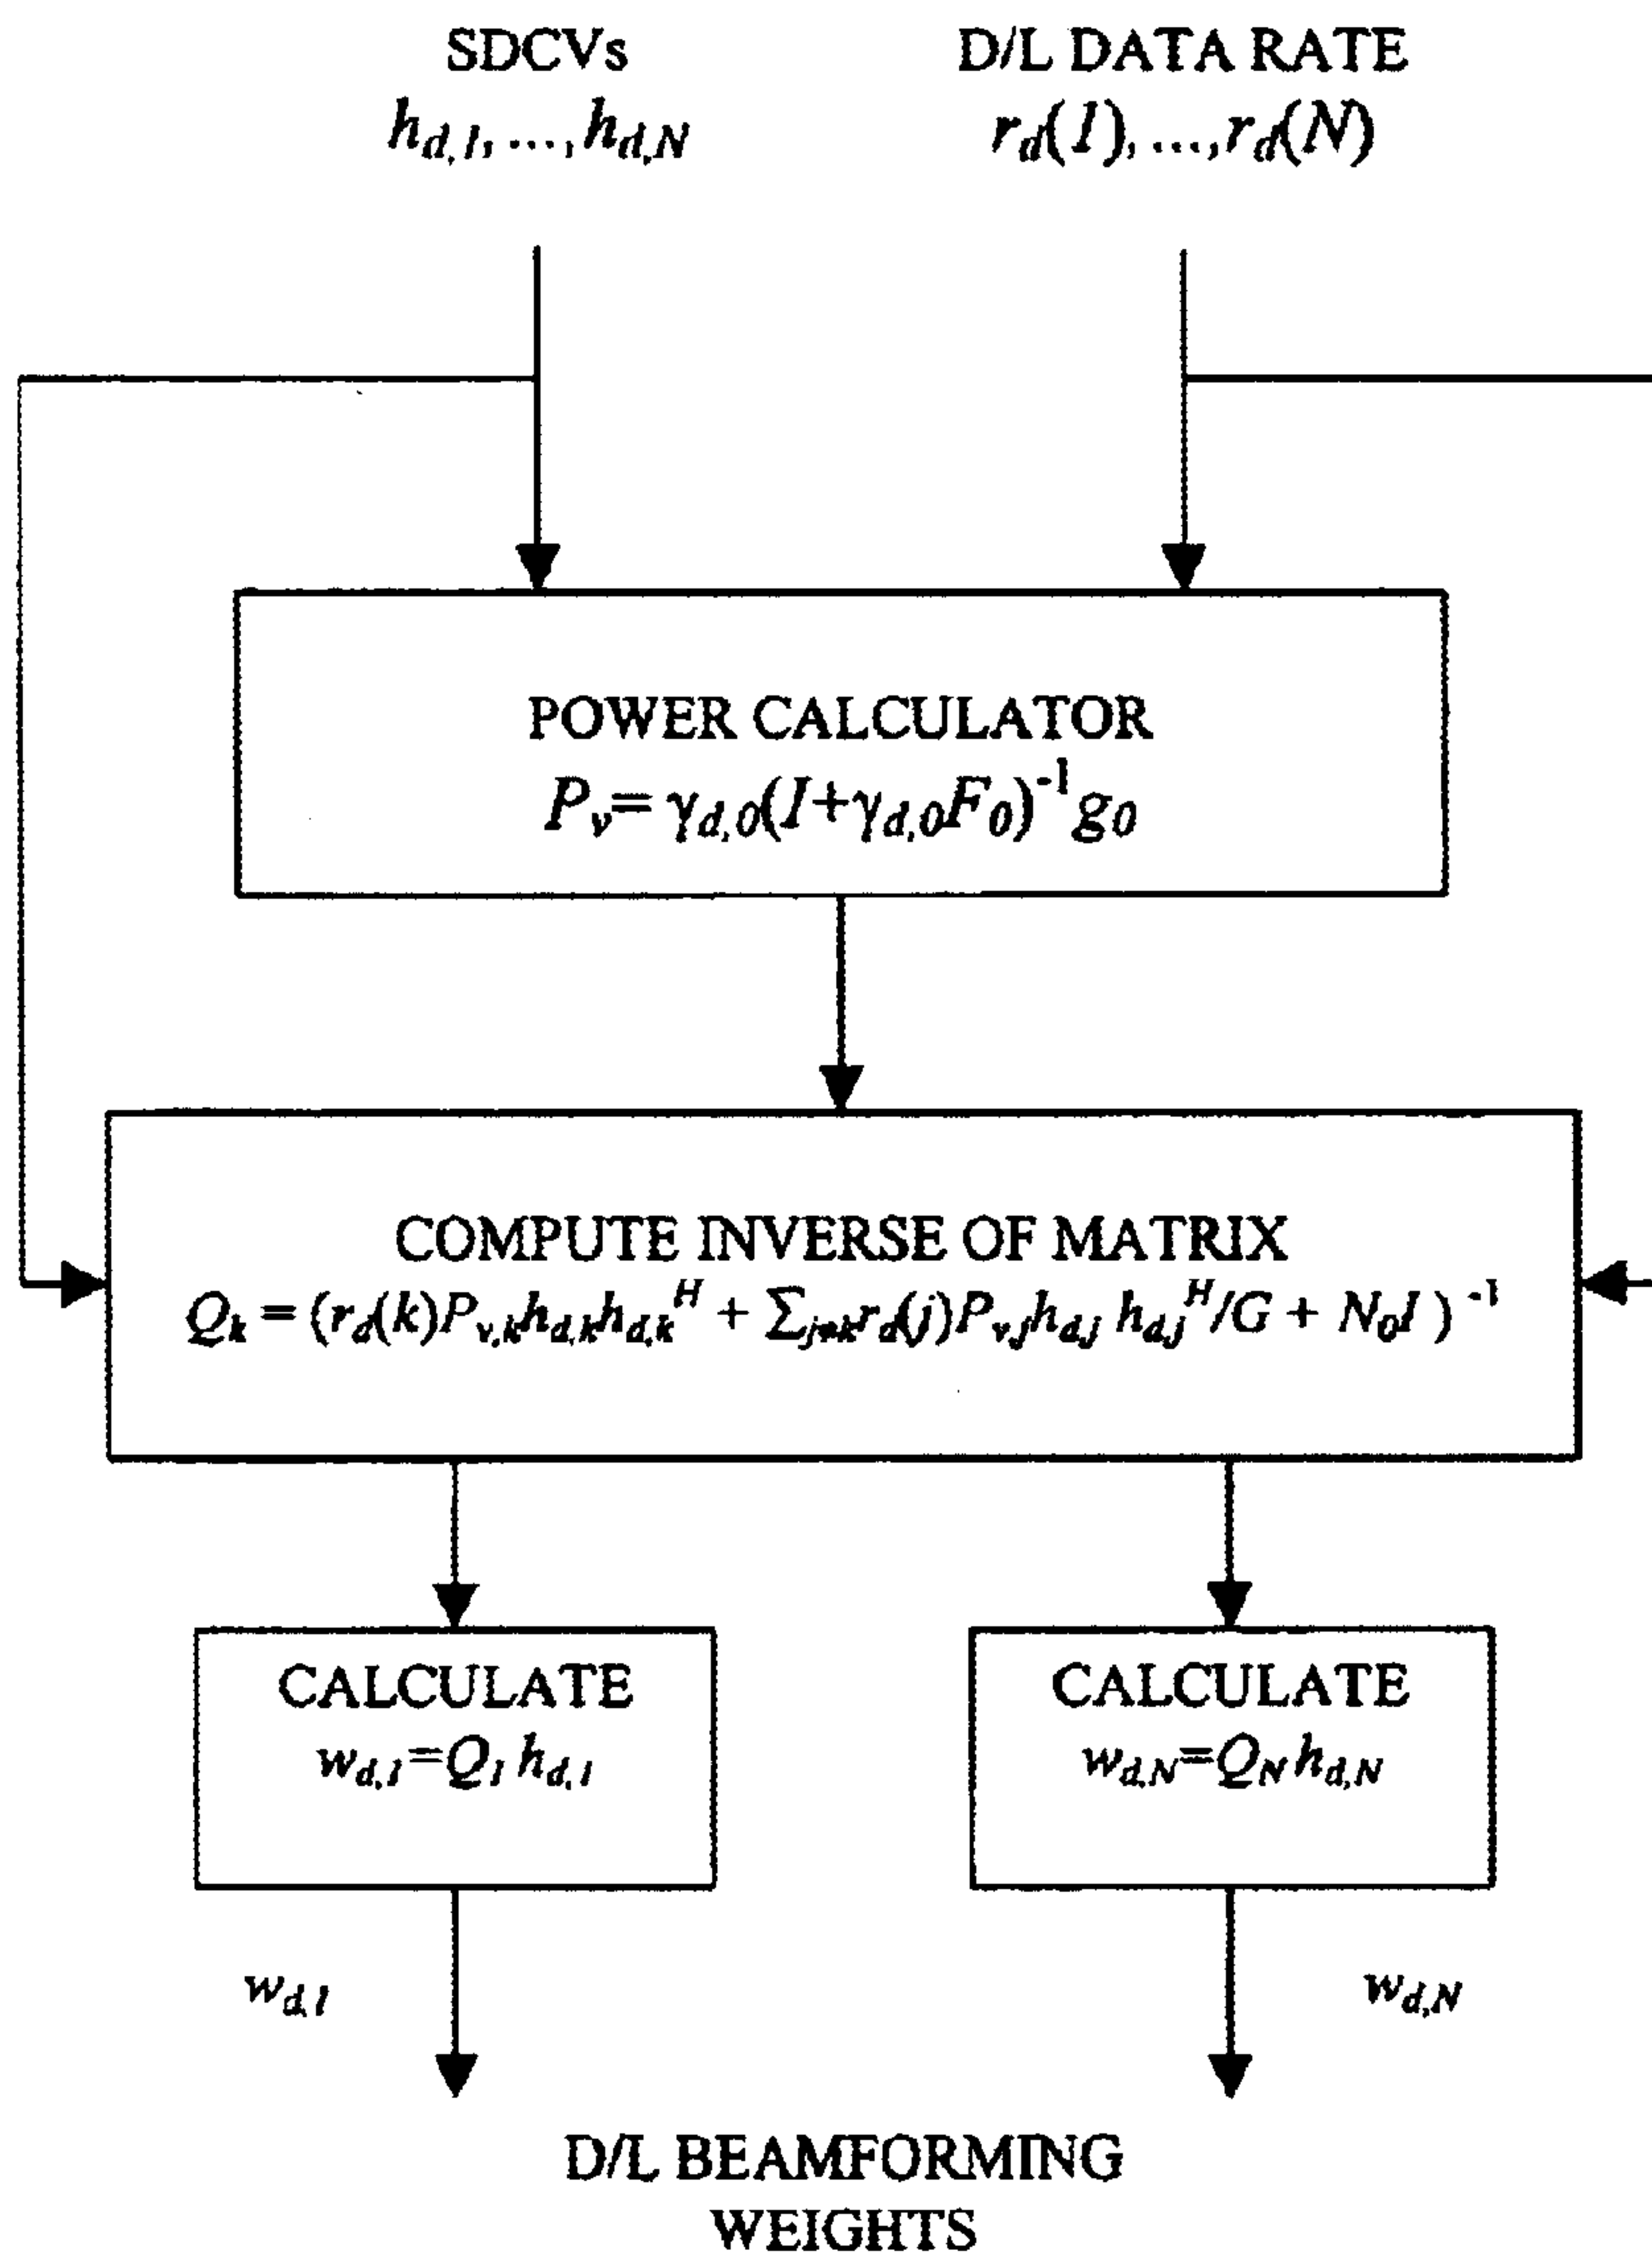 SDCVs
h_{d,1},...,h_{d,N}
D/L DATA RATE
r_d(1),...,r_d(N)
POWER CALCULATOR
P_v=γ_{d,0}(I+γ_{d,0}F_0)^{-1}g_0
COMPUTE INVERSE OF MATRIX
Q_k = (r_d(k)P_{v,k}h_{d,k}h_{d,k}^H + ∑_{j≠k}r_d(j)P_{v,j}h_{d,j} h_{d,j}^H/G + N_0I )^{-1}
CALCULATE
w_{d,1}=Q_1 h_{d,1}
CALCULATE
w_{d,N}=Q_N h_{d,N}
w_{d,1}
w_{d,N}
D/L BEAMFORMING
WEIGHTS